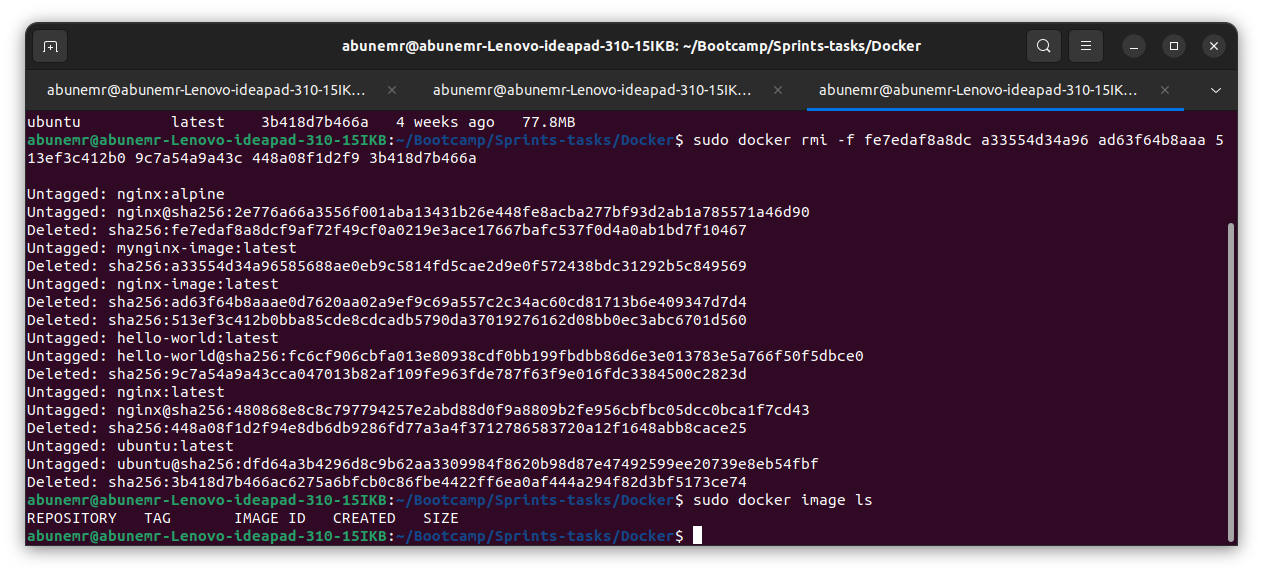 abunemr@abunemr-Lenovo-ideapad-310-15IKB: ~/Bootcamp/Sprints-tasks/Docker
abunemr@abunemr-Lenovo-ideapad-310-15IK... abunemr@abunemr-Lenovo-ideapad-310-15IK... abunemr@abunemr-Lenovo-ideapad-310-15IK...
ubuntu          latest    3b418d7b466a   4 weeks ago   77.8MB
abunemr@abunemr-Lenovo-ideapad-310-15IKB:~/Bootcamp/Sprints-tasks/Docker$ sudo docker rmi -f fe7edaf8a8dc a33554d34a96 ad63f64b8aaa 5
13ef3c412b0 9c7a54a9a43c 448a08f1d2f9 3b418d7b466a
Untagged: nginx:alpine
Untagged: nginx@sha256:2e776a66a3556f001aba13431b26e448fe8acba277bf93d2ab1a785571a46d90
Deleted: sha256:fe7edaf8a8dcf9af72f49cf0a0219e3ace17667bafc537f0d4a0ab1bd7f10467
Untagged: mynginx-image:latest
Deleted: sha256:a33554d34a96585688ae0eb9c5814fd5cae2d9e0f572438bdc31292b5c849569
Untagged: nginx-image:latest
Deleted: sha256:ad63f64b8aaae0d7620aa02a9ef9c69a557c2c34ac60cd81713b6e409347d7d4
Deleted: sha256:513ef3c412b0bba85cde8cdcadb5790da37019276162d08bb0ec3abc6701d560
Untagged: hello-world:latest
Untagged: hello-world@sha256:fc6cf906cbfa013e80938cdf0bb199fbdbb86d6e3e013783e5a766f50f5dbce0
Deleted: sha256:9c7a54a9a43cca047013b82af109fe963fde787f63f9e016fdc3384500c2823d
Untagged: nginx:latest
Untagged: nginx@sha256:480868e8c8c797794257e2abd88d0f9a8809b2fe956cbfbc05dcc0bca1f7cd43
Deleted: sha256:448a08f1d2f94e8db6db9286fd77a3a4f3712786583720a12f1648abb8cace25
Untagged: ubuntu:latest
Untagged: ubuntu@sha256:dfd64a3b4296d8c9b62aa3309984f8620b98d87e47492599ee20739e8eb54fbf
Deleted: sha256:3b418d7b466ac6275a6bfcb0c86fbe4422ff6ea0af444a294f82d3bf5173ce74
abunemr@abunemr-Lenovo-ideapad-310-15IKB:~/Bootcamp/Sprints-tasks/Docker$ sudo docker image ls
REPOSITORY   TAG       IMAGE ID   CREATED   SIZE
abunemr@abunemr-Lenovo-ideapad-310-15IKB:~/Bootcamp/Sprints-tasks/Docker$